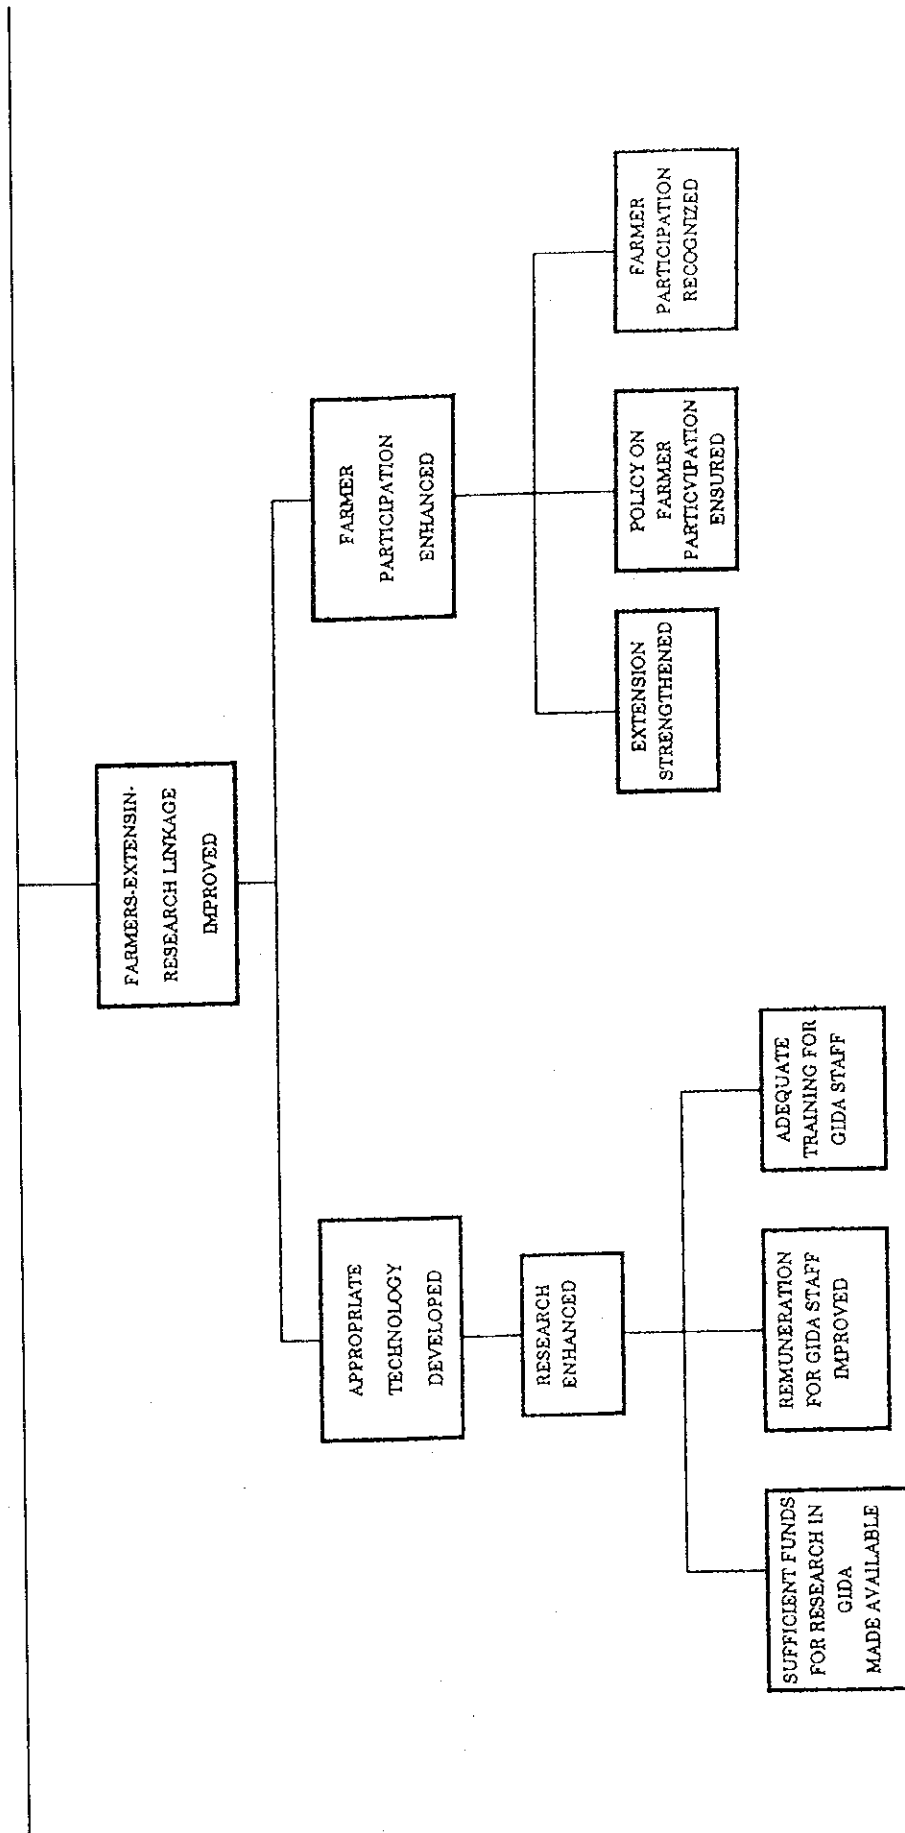 FARMERS-EXTENSIN-
RESEARCH LINKAGE
IMPROVED
APPROPRIATE
TECHNOLOGY
DEVELOPED
FARMER
PARTICIPATION
ENHANCED
RESEARCH
ENHANCED
EXTENSION
STRENGTHENED
POLICY ON
FARMER
PARTICVIPATION
ENSURED
FARMER
PARTICIPATION
RECOGNIZED
SUFFICIENT FUNDS
FOR RESEARCH IN
GIDA
MADE AVAILABLE
REMUNERATION
FOR GIDA STAFF
IMPROVED
ADEQUATE
TRAINING FOR
GIDA STAFF